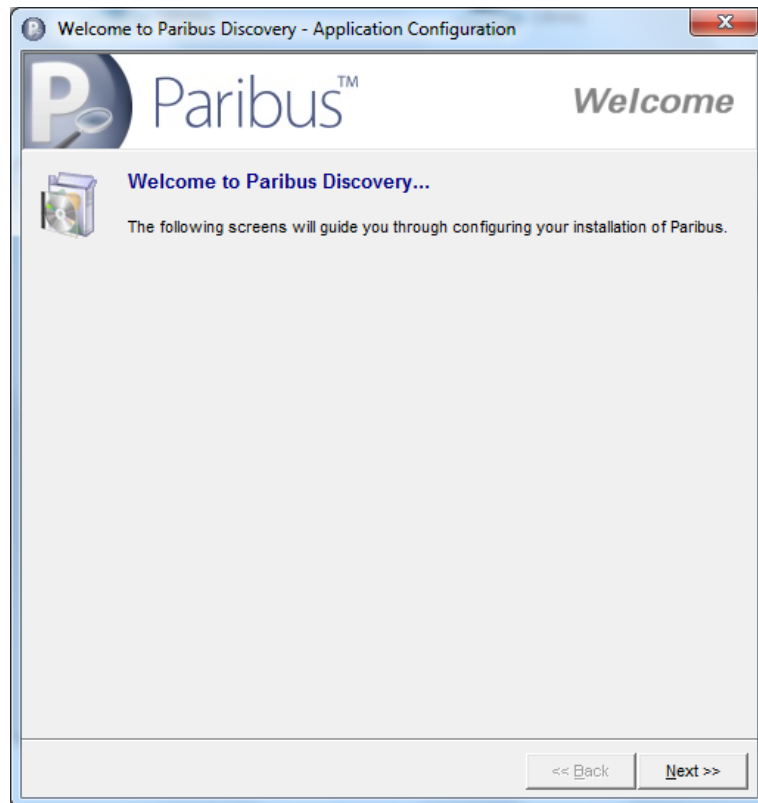 Welcome to Paribus Discovery - Application Configuration
Paribus™
Welcome
Welcome to Paribus Discovery...
The following screens will guide you through configuring your installation of Paribus.
<< Back
Next >>